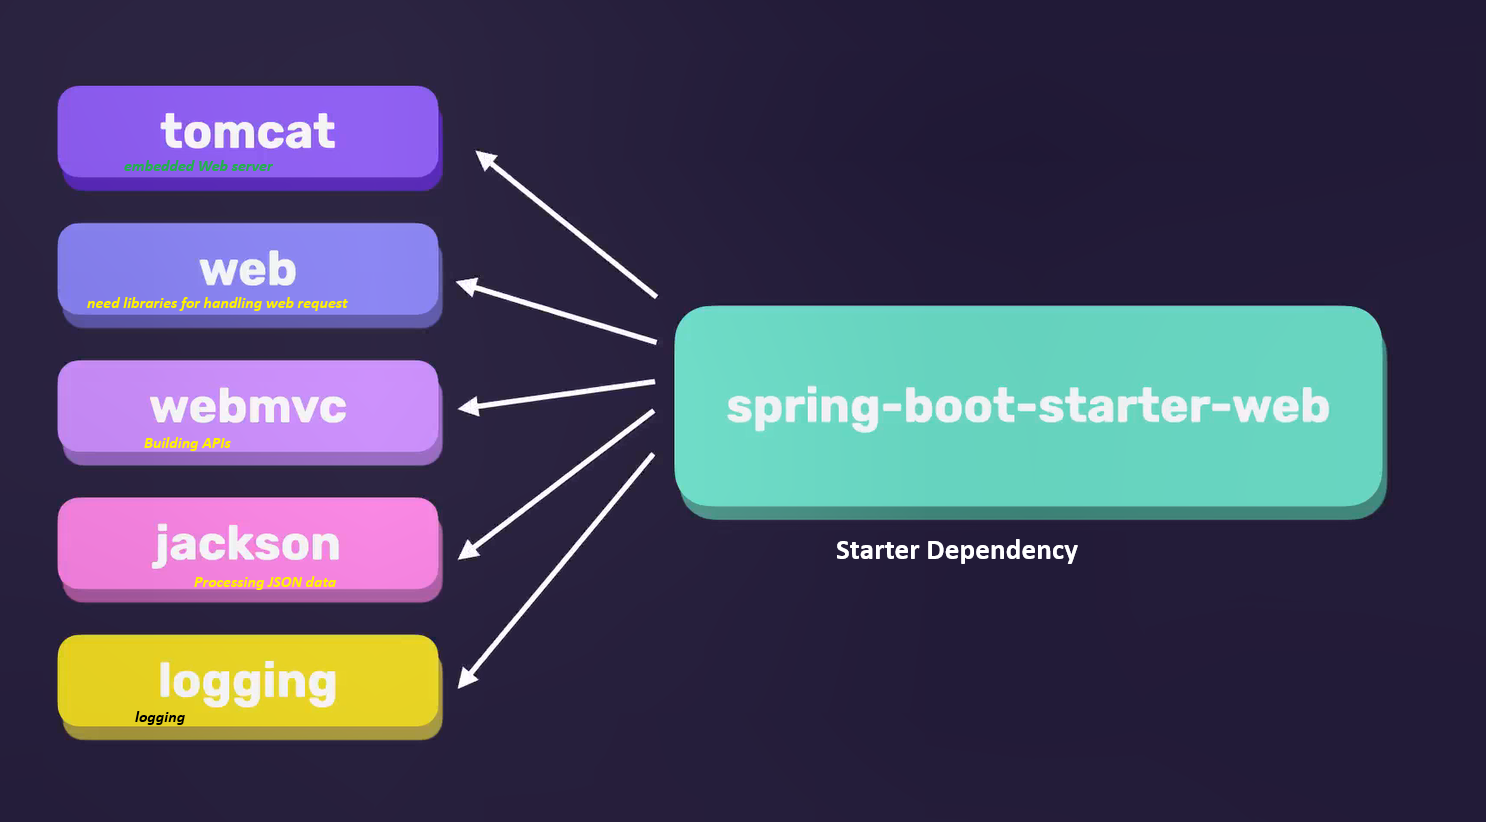 tomcat
embedded Web server
web
need libraries for handling web request
webmvc
Building APIs
jackson
Processing JSON data
logging
logging
spring-boot-starter-web
Starter Dependency